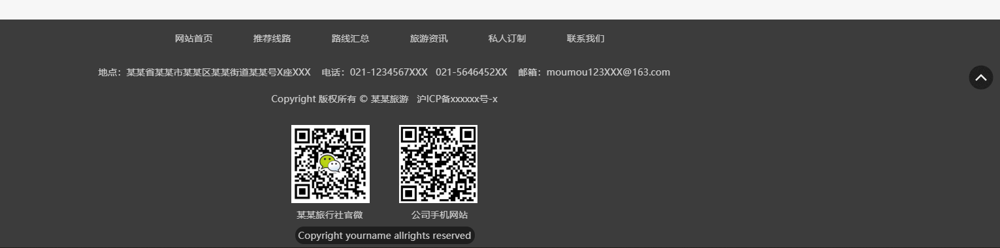 网站首页 推荐线路 路线汇总 旅游资讯 私人订制 联系我们
地点：某某省某某市某某区某某街道某某号X座XXX 电话：021-1234567XXX 021-5646452XX 邮箱：moumou123XXX@163.com
Copyright 版权所有 © 某某旅游 沪ICP备xxxxxx号-x
某某旅行社官微 公司手机网站
Copyright yourname allrights reserved